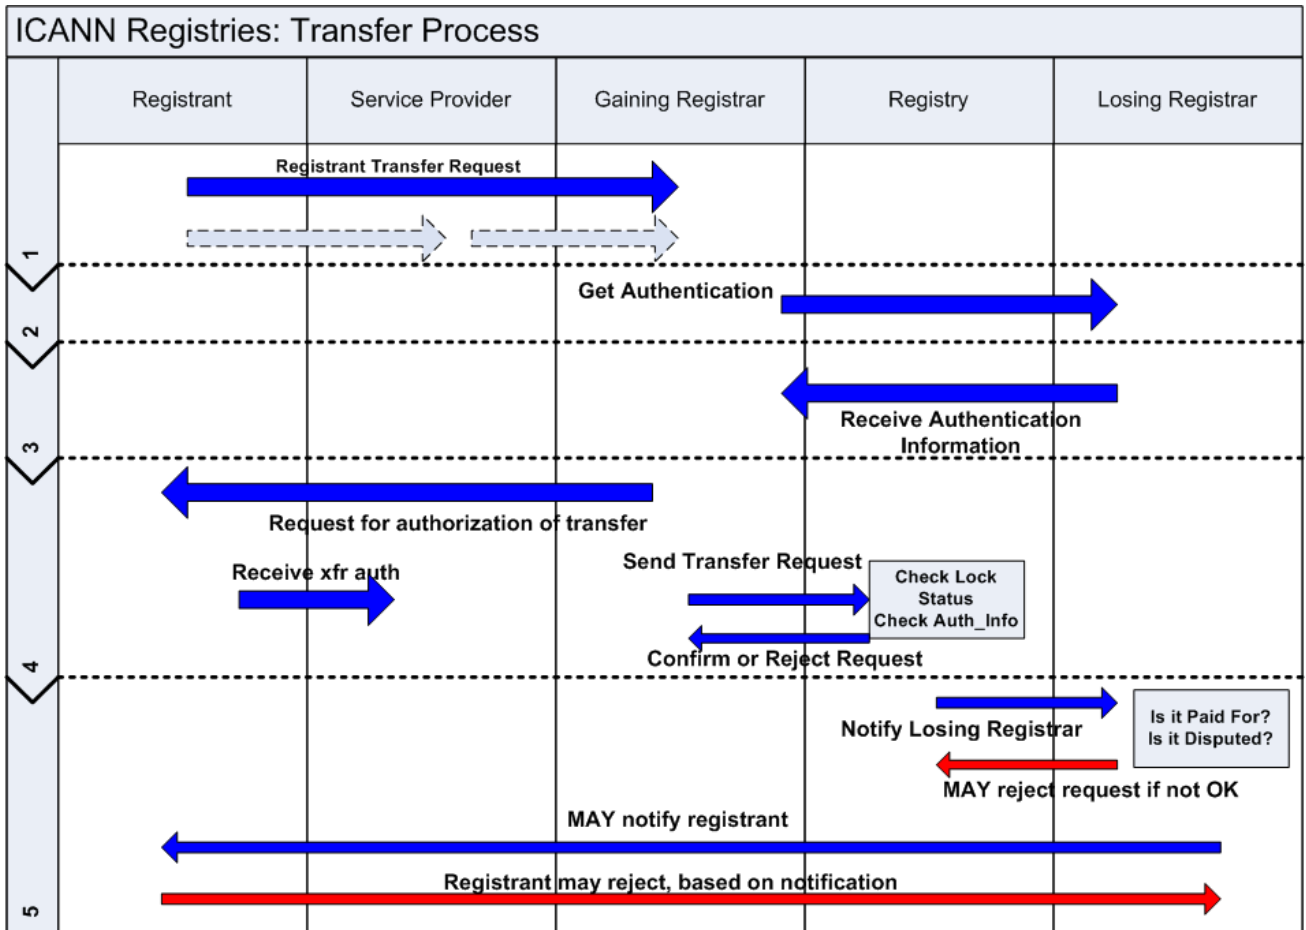 ICANN Registries: Transfer Process
Registrant
Service Provider
Gaining Registrar
Registry
Losing Registrar
Registrant Transfer Request
1
Get Authentication
2
Receive Authentication
Information
3
Request for authorization of transfer
Receive xfr auth
Send Transfer Request
Check Lock
Status
Check Auth_Info
Confirm or Reject Request
4
Notify Losing Registrar
Is it Paid For?
Is it Disputed?
MAY reject request if not OK
MAY notify registrant
Registrant may reject, based on notification
5